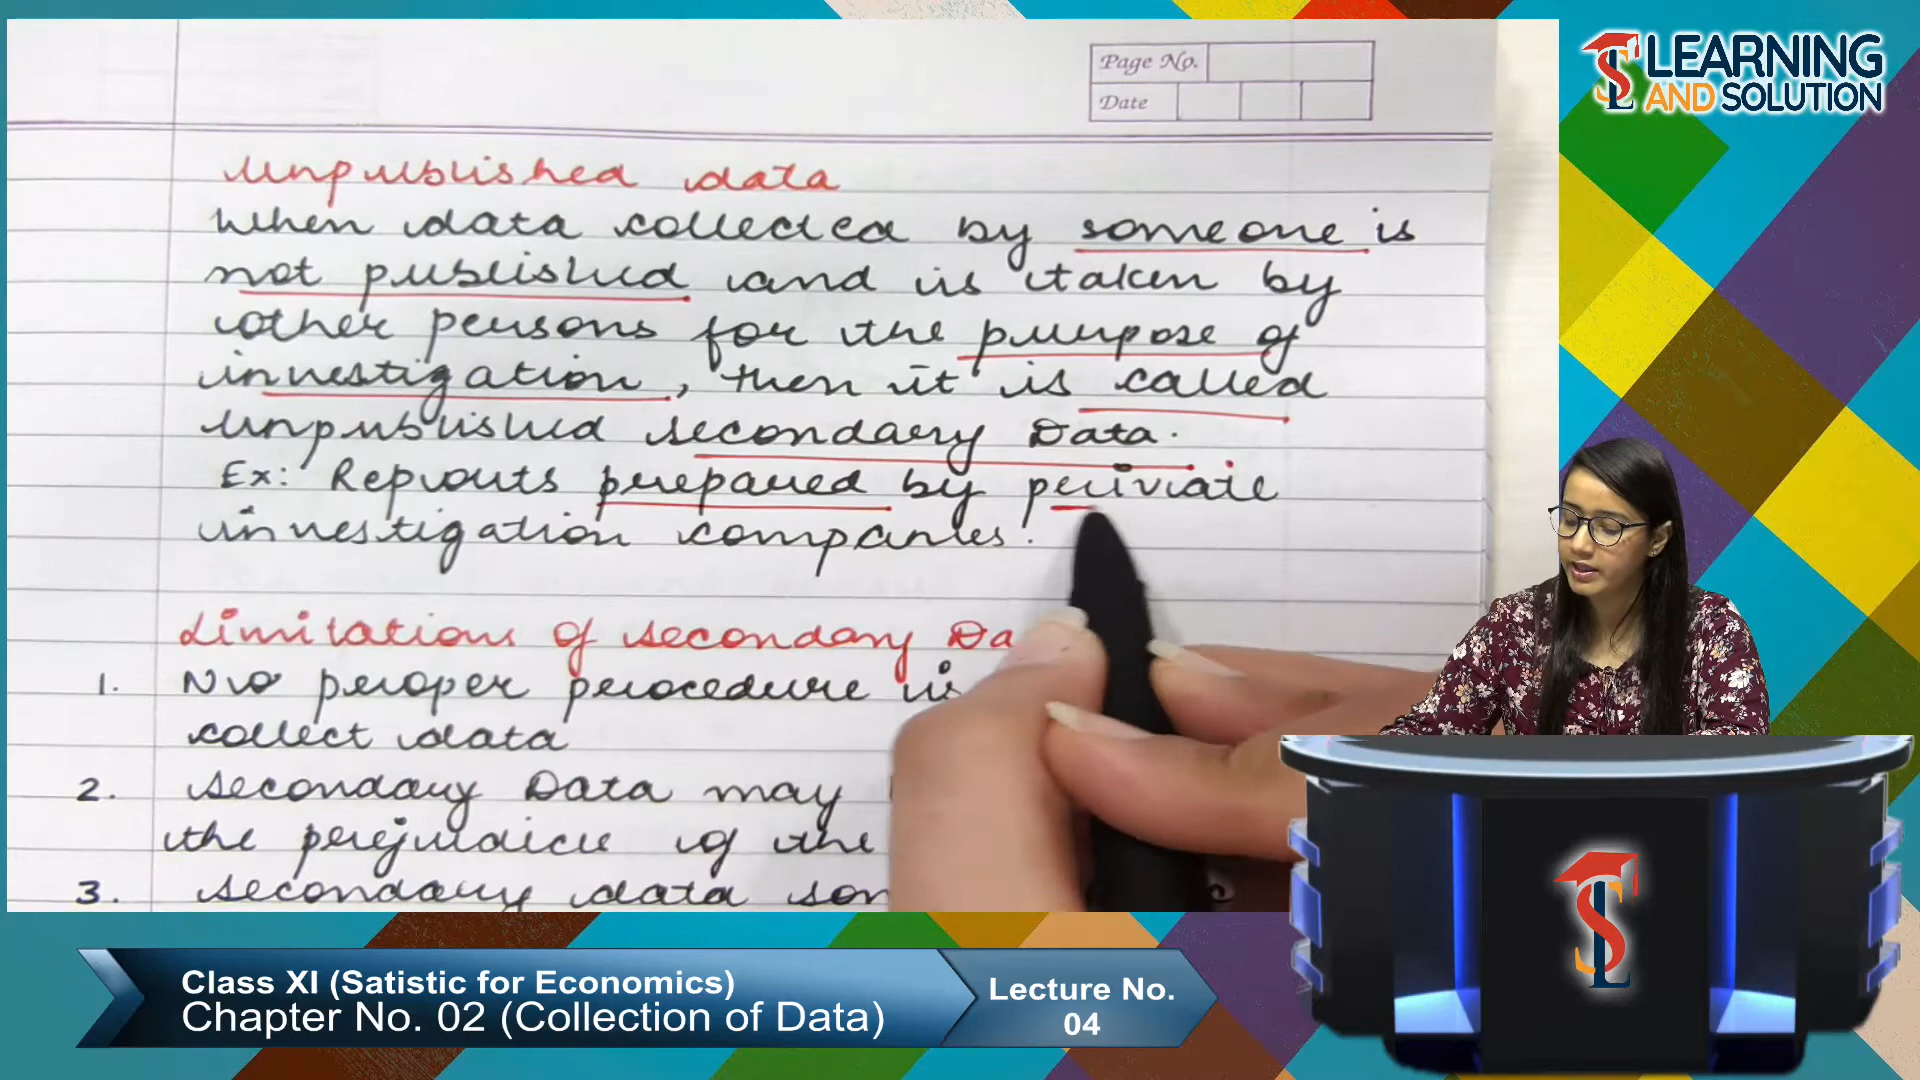 Page No.
Date
LEARNING
AND SOLUTION
Unpublished data
When data collected by someone is
not published and is taken by
other persons for the purpose of
investigation, then it is called
unpublished secondary Data.
Ex: Reports prepared by private
investigation companies.
Limitations of secondary Da
1. No proper procedure is
collect data
2. Secondary Data may
the prejudice of the
3. Secondary data som
Class XI (Satistic for Economics)
Chapter No. 02 (Collection of Data)
Lecture No.
04